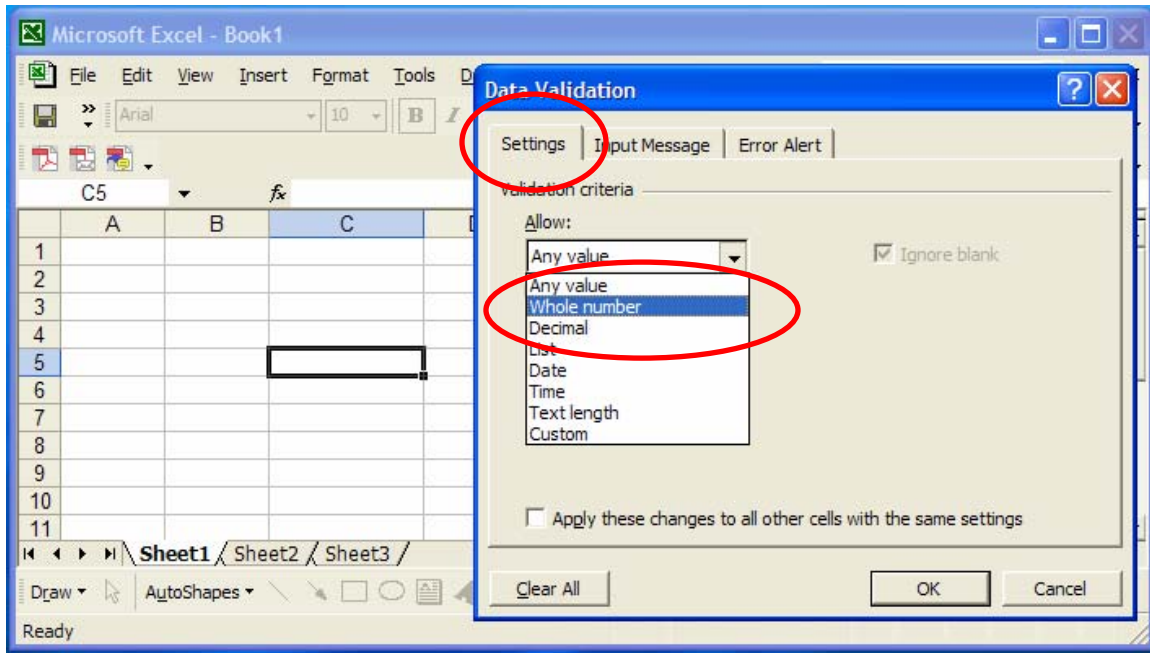 Microsoft Excel - Book1
File Edit View Insert Format Tools D
Arial 10 B I
C5 fx
A B C D
1
2
3
4
5
6
7
8
9
10
11
Sheet1 Sheet2 Sheet3
Draw AutoShapes
Ready
Data Validation
Settings Input Message Error Alert
Validation criteria
Allow:
Any value Ignore blank
Any value
Whole number
Decimal
List
Date
Time
Text length
Custom
Apply these changes to all other cells with the same settings
Clear All OK Cancel